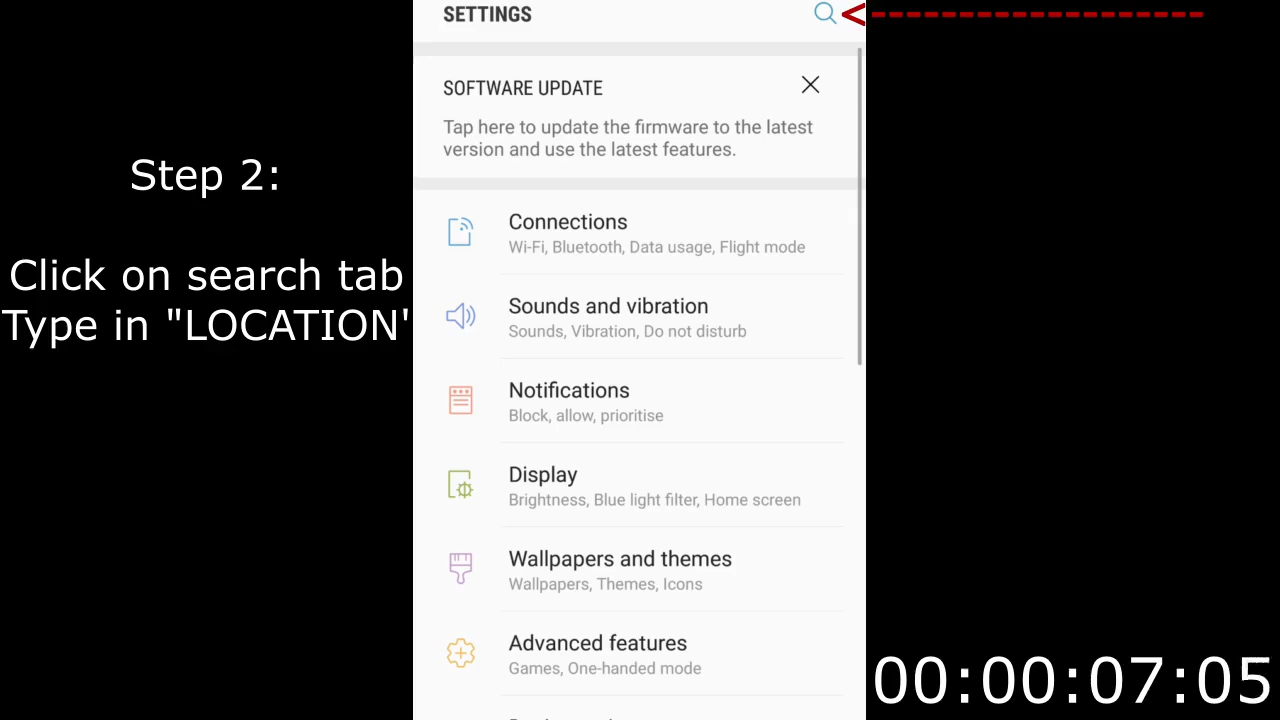 Step 2:
Click on search tab
Type in "LOCATION'
SETTINGS
SOFTWARE UPDATE
Tap here to update the firmware to the latest
version and use the latest features.
Connections
Wi-Fi, Bluetooth, Data usage, Flight mode
Sounds and vibration
Sounds, Vibration, Do not disturb
Notifications
Block, allow, prioritise
Display
Brightness, Blue light filter, Home screen
Wallpapers and themes
Wallpapers, Themes, Icons
Advanced features
Games, One-handed mode
00:00:07:05